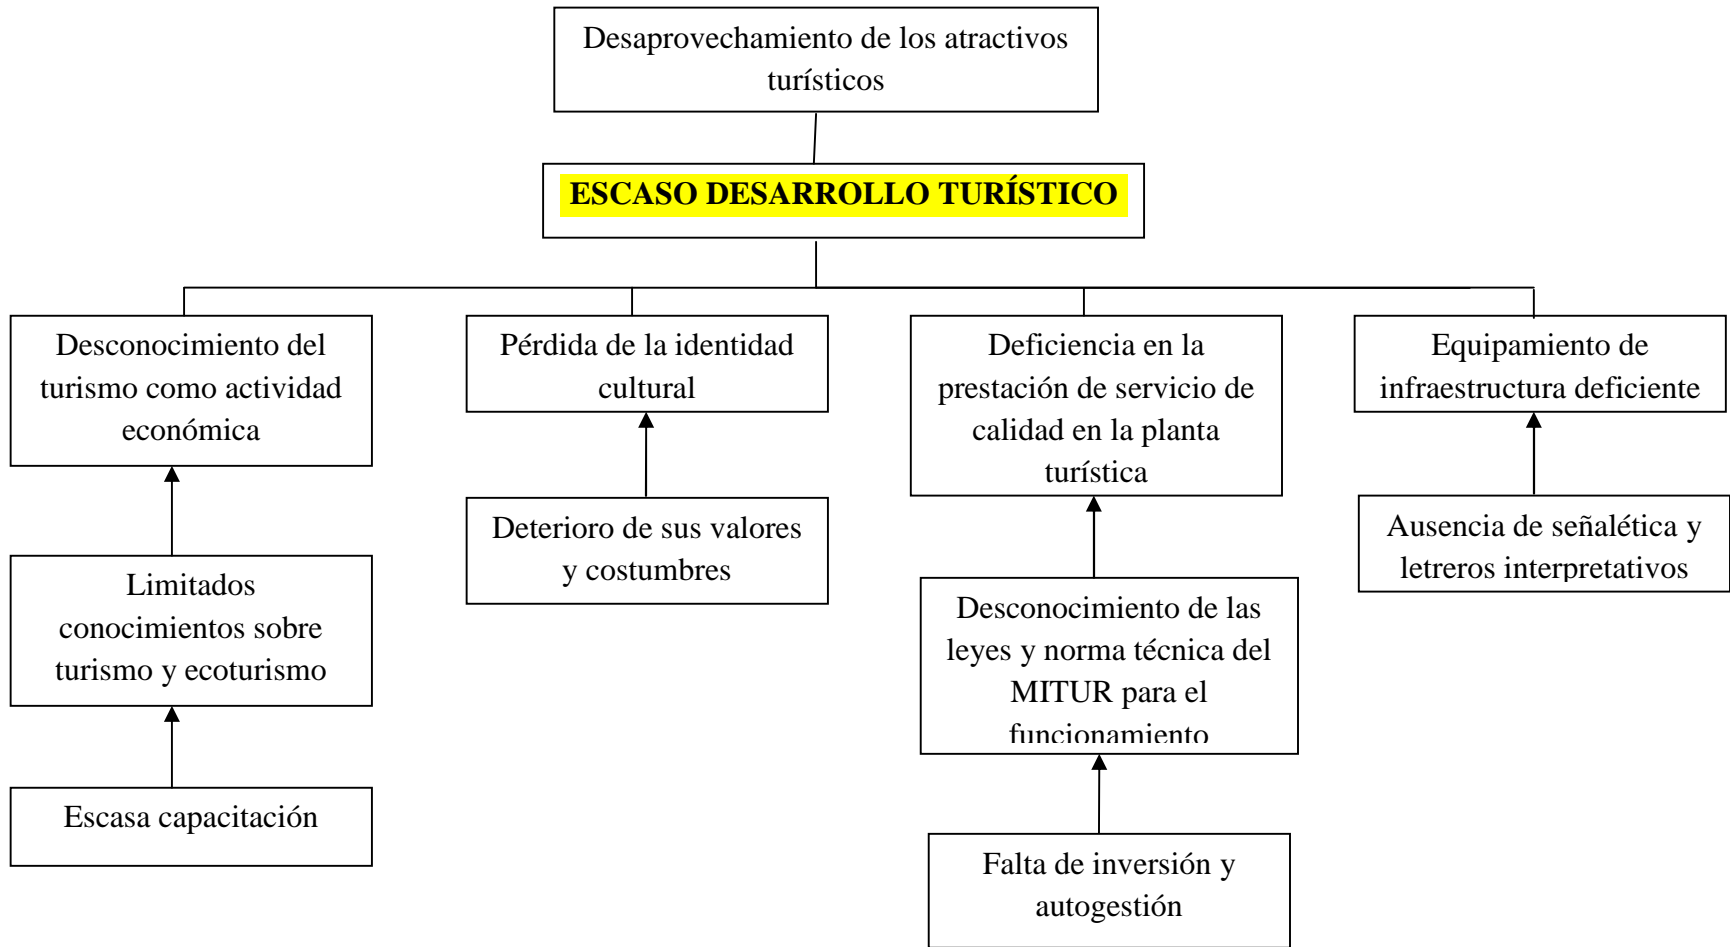 Desaprovechamiento de los atractivos
turísticos
ESCASO DESARROLLO TURÍSTICO
Desconocimiento del
turismo como actividad
económica
Pérdida de la identidad
cultural
Deficiencia en la
prestación de servicio de
calidad en la planta
turística
Equipamiento de
infraestructura deficiente
Limitados
conocimientos sobre
turismo y ecoturismo
Deterioro de sus valores
y costumbres
Desconocimiento de las
leyes y norma técnica del
MITUR para el
funcionamiento
Ausencia de señalética y
letreros interpretativos
Escasa capacitación
Falta de inversión y
autogestión